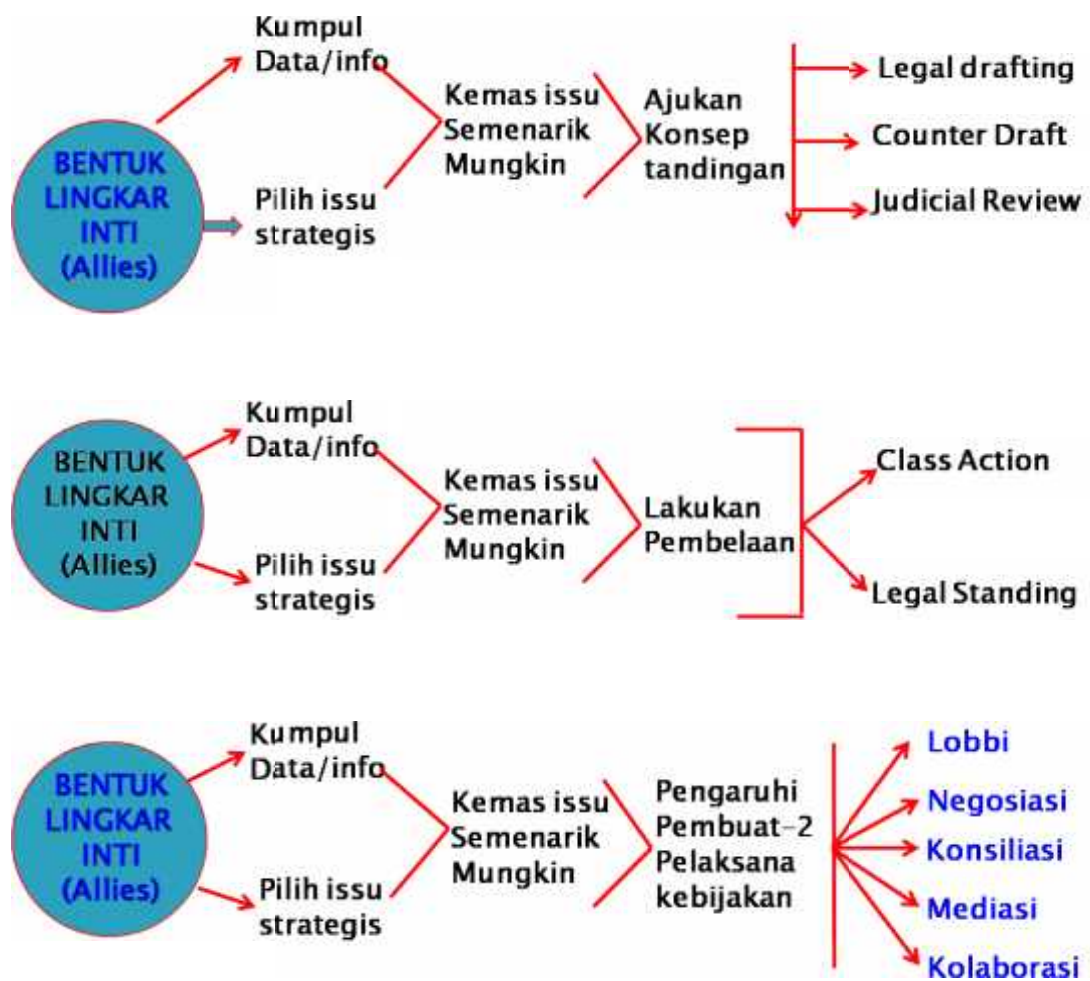 Kumpul
Data/info
BENTUK
LINGKAR
INTI
(Allies)
Pilih issu
strategis
Kemas issu
Semenarik
Mungkin
Ajukan
Konsep
tandingan
Legal drafting
Counter Draft
Judicial Review
Kumpul
Data/info
BENTUK
LINGKAR
INTI
(Allies)
Pilih issu
strategis
Kemas issu
Semenarik
Mungkin
Lakukan
Pembelaan
Class Action
Legal Standing
Kumpul
Data/info
BENTUK
LINGKAR
INTI
(Allies)
Pilih issu
strategis
Kemas issu
Semenarik
Mungkin
Pengaruhi
Pembuat-2
Pelaksana
kebijakan
Lobbi
Negosiasi
Konsiliasi
Mediasi
Kolaborasi